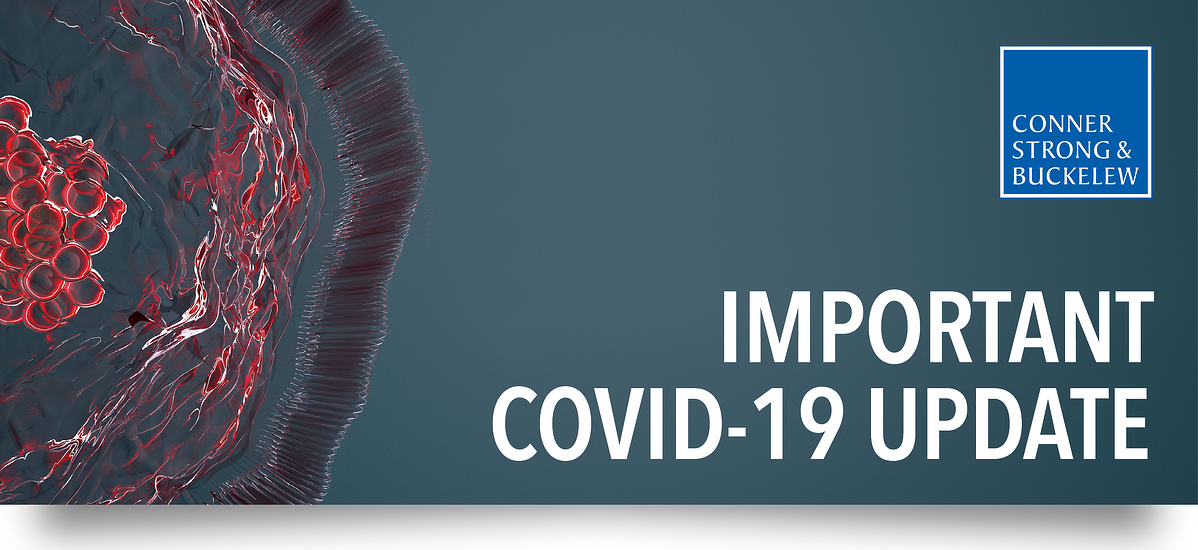 CONNER
STRONG &
BUCKELEW
IMPORTANT
COVID-19 UPDATE